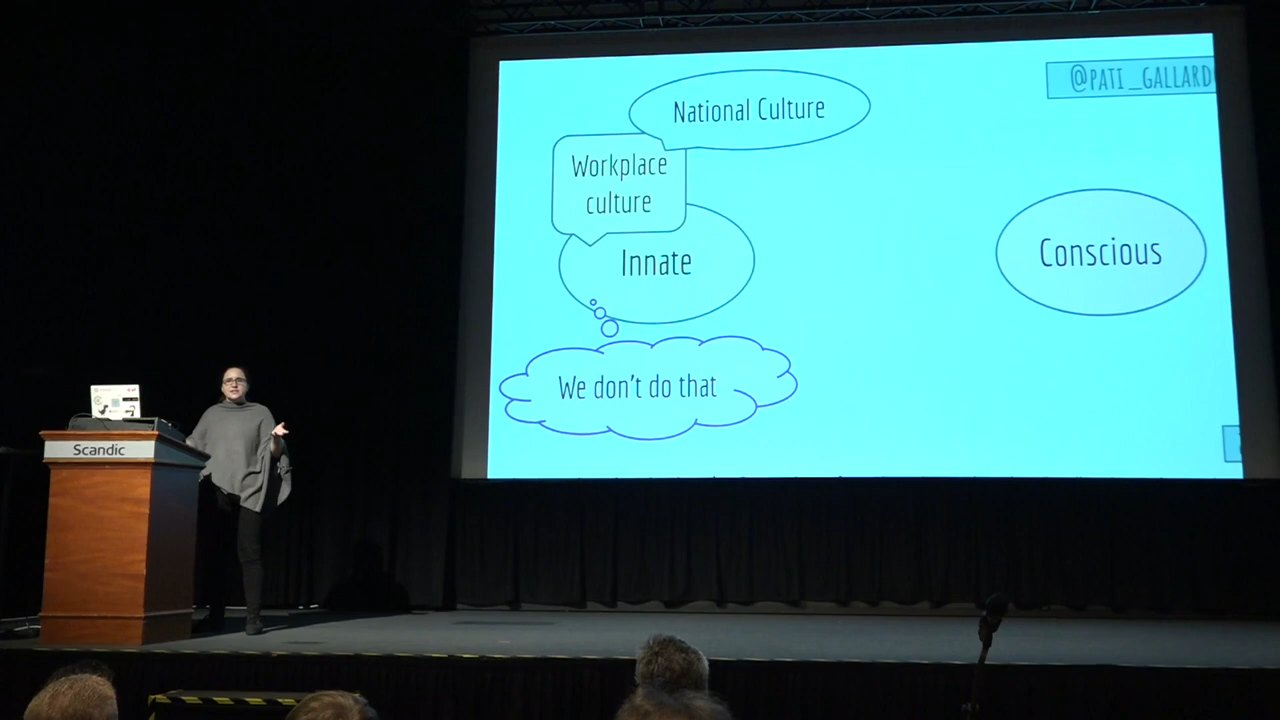 @PATI_GALLARD
National Culture
Workplace
culture
Innate
Conscious
We don't do that
Scandic